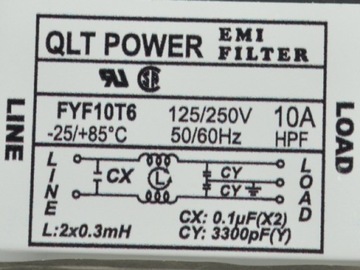 QLT POWER EMI FILTER
FYF10T6 125/250V 10A
-25/+85°C 50/60Hz HPF
LINE
LOAD
LINE
CX
L
CY
CY
LOAD
CX: 0.1µF(X2)
L:2x0.3mH CY: 3300pF(Y)